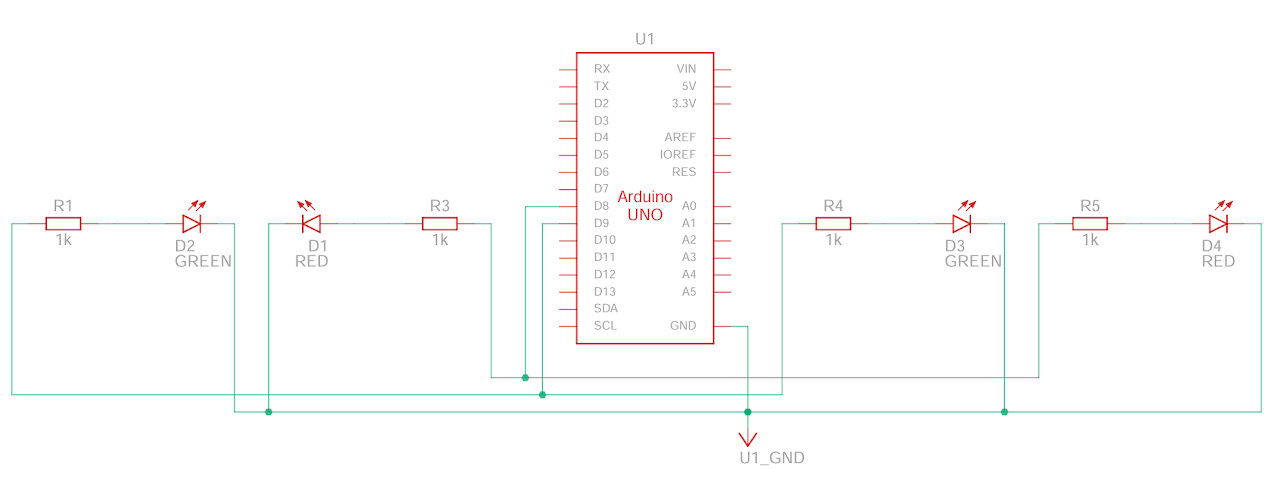 U1
RX VIN
TX 5V
D2 3.3V
D3
D4 AREF
D5 IOREF
D6 RES
D7
Arduino
UNO
D8 A0
D9 A1
D10 A2
D11 A3
D12 A4
D13 A5
SDA
SCL GND
R1
1k
D2
GREEN
D1
RED
R3
1k
R4
1k
D3
GREEN
R5
1k
D4
RED
U1_GND